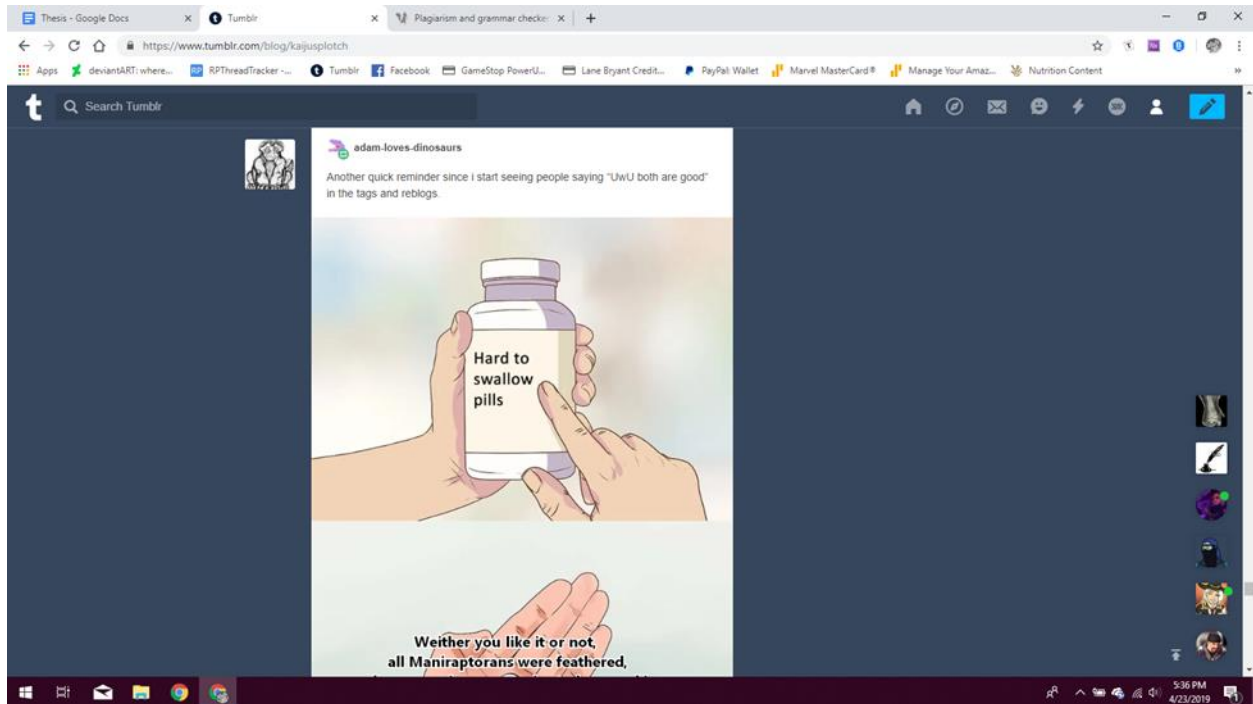 Thesis - Google Docs
Tumblr
Plagiarism and grammar checker
https://www.tumblr.com/blog/kaijusplotch
Apps
deviantART: where...
RPThreadTracker -...
Tumblr
Facebook
GameStop PowerU...
Lane Bryant Credit...
PayPal: Wallet
Marvel MasterCard®
Manage Your Amaz...
Nutrition Content
Search Tumblr
adam-loves-dinosaurs
Another quick reminder since i start seeing people saying "UwU both are good"
in the tags and reblogs.
Hard to
swallow
pills
Weither you like it or not,
all Maniraptorans were feathered,
5:36 PM
4/23/2019